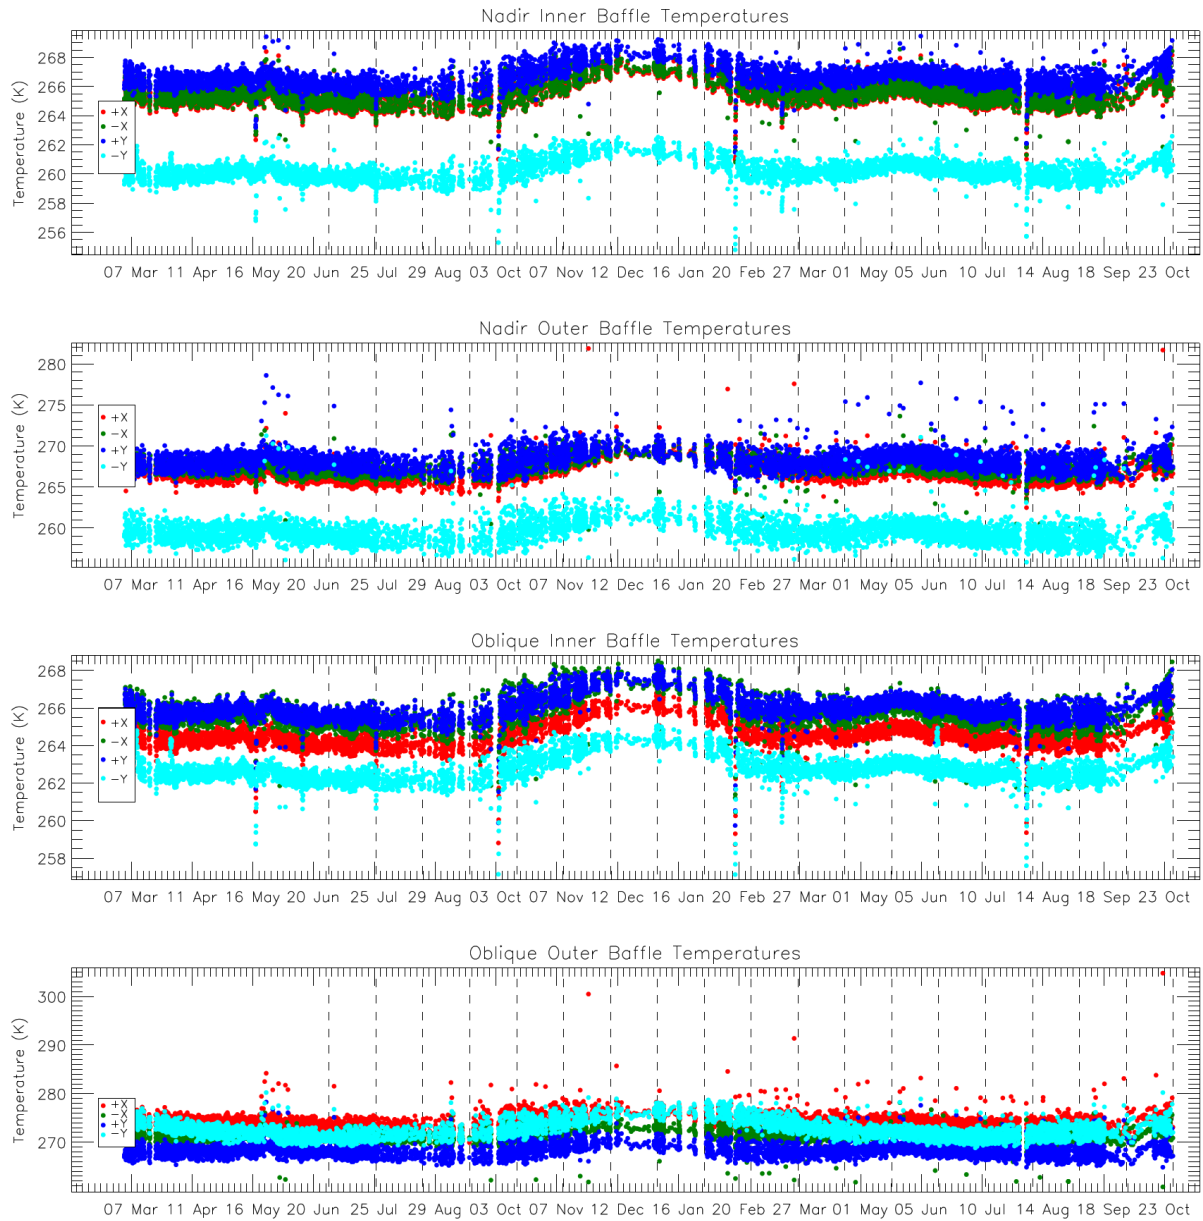 Nadir Inner Baffle Temperatures
Temperature (K)
268
266
264
262
260
258
256
+X
−X
+Y
−Y
07 Mar 11 Apr 16 May 20 Jun 25 Jul 29 Aug 03 Oct 07 Nov 12 Dec 16 Jan 20 Feb 27 Mar 01 May 05 Jun 10 Jul 14 Aug 18 Sep 23 Oct
Nadir Outer Baffle Temperatures
Temperature (K)
280
275
270
265
260
+X
−X
+Y
−Y
07 Mar 11 Apr 16 May 20 Jun 25 Jul 29 Aug 03 Oct 07 Nov 12 Dec 16 Jan 20 Feb 27 Mar 01 May 05 Jun 10 Jul 14 Aug 18 Sep 23 Oct
Oblique Inner Baffle Temperatures
Temperature (K)
268
266
264
262
260
258
+X
−X
+Y
−Y
07 Mar 11 Apr 16 May 20 Jun 25 Jul 29 Aug 03 Oct 07 Nov 12 Dec 16 Jan 20 Feb 27 Mar 01 May 05 Jun 10 Jul 14 Aug 18 Sep 23 Oct
Oblique Outer Baffle Temperatures
Temperature (K)
300
290
280
270
+X
−X
+Y
−Y
07 Mar 11 Apr 16 May 20 Jun 25 Jul 29 Aug 03 Oct 07 Nov 12 Dec 16 Jan 20 Feb 27 Mar 01 May 05 Jun 10 Jul 14 Aug 18 Sep 23 Oct